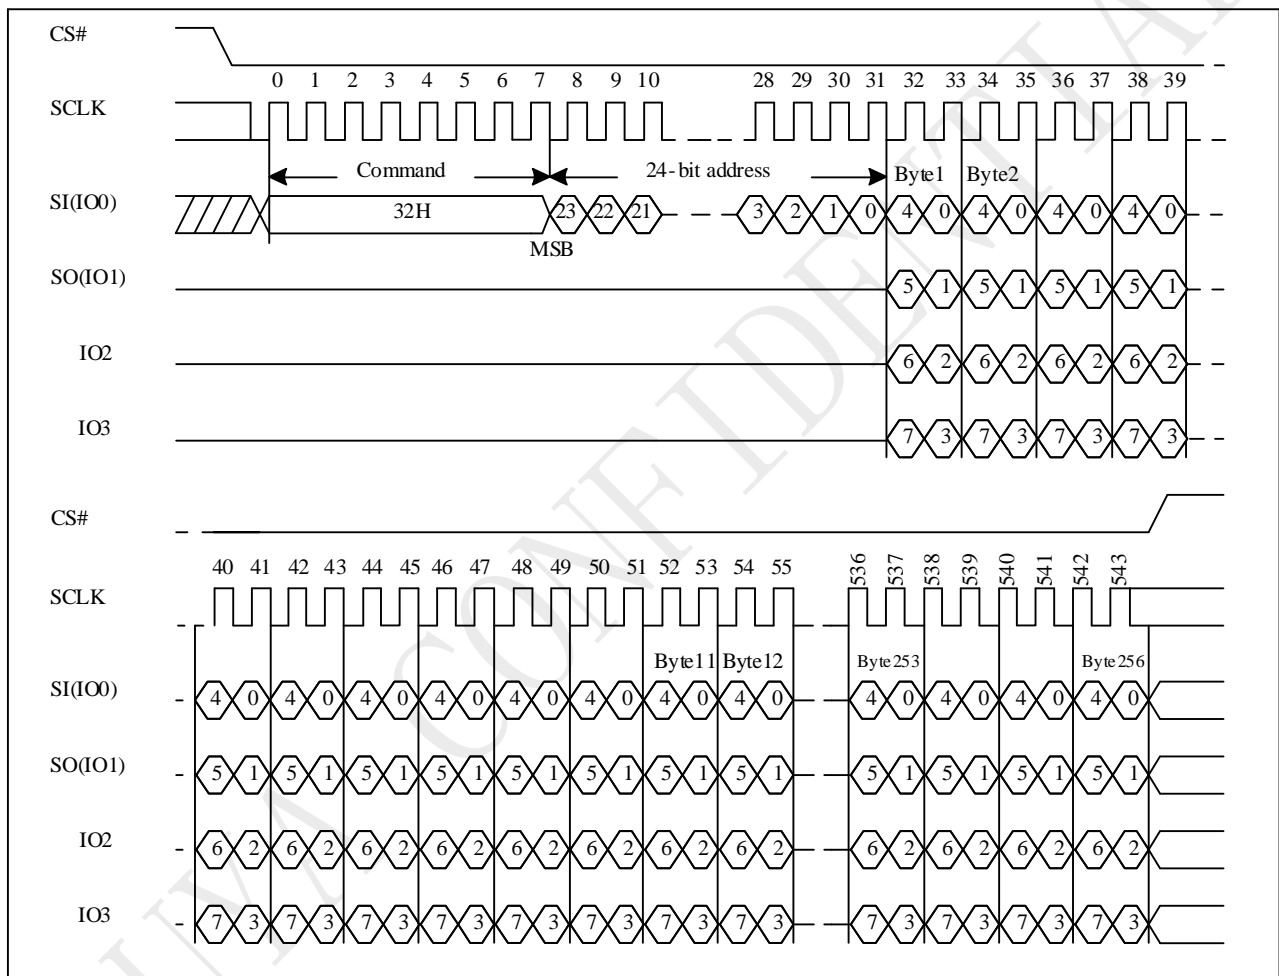 CS#
0 1 2 3 4 5 6 7 8 9 10 28 29 30 31 32 33 34 35 36 37 38 39
SCLK
Command 24-bit address Byte1 Byte2
SI(IO0) 32H 23 22 21 3 2 1 0 4 0 4 0 4 0 4 0
MSB
SO(IO1) 5 1 5 1 5 1 5 1
IO2 6 2 6 2 6 2 6 2
IO3 7 3 7 3 7 3 7 3
CS#
40 41 42 43 44 45 46 47 48 49 50 51 52 53 54 55 536 537 538 539 540 541 542 543
SCLK
Byte11 Byte12 Byte253 Byte256
SI(IO0) 4 0 4 0 4 0 4 0 4 0 4 0 4 0 4 0 4 0 4 0 4 0 4 0
SO(IO1) 5 1 5 1 5 1 5 1 5 1 5 1 5 1 5 1 5 1 5 1 5 1 5 1
IO2 6 2 6 2 6 2 6 2 6 2 6 2 6 2 6 2 6 2 6 2 6 2 6 2
IO3 7 3 7 3 7 3 7 3 7 3 7 3 7 3 7 3 7 3 7 3 7 3 7 3
UYA CONFIDENTIAL